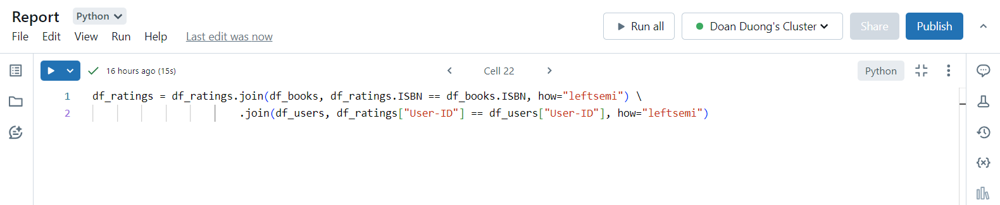 Report Python
File Edit View Run Help Last edit was now
Run all Doan Duong's Cluster Share Publish
16 hours ago (15s) Cell 22 Python
1 df_ratings = df_ratings.join(df_books, df_ratings.ISBN == df_books.ISBN, how="leftsemi") \
2 .join(df_users, df_ratings["User-ID"] == df_users["User-ID"], how="leftsemi")